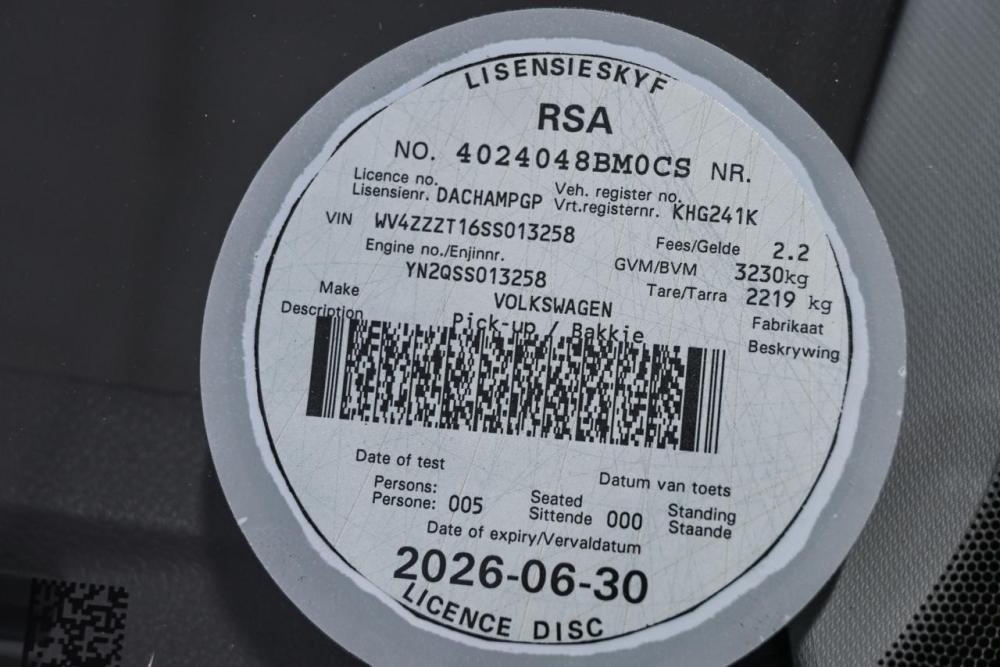 LISENSIESKYF
RSA
NO. 4024048BM0CS NR.
Licence no. Veh. register no.
Lisensienr. DACHAMPGP Vrt.registernr. KHG241K
VIN WV4ZZZT16SS013258 Fees/Gelde 2.2
Engine no./Enjinnr. GVM/BVM 3230kg
YN2QSS013258 Tare/Tarra 2219 kg
Make VOLKSWAGEN Fabrikaat
Description Pick-up / Bakkie Beskrywing
Date of test Datum van toets
Persons: Seated Standing
Persone: 005 Sittende 000 Staande
Date of expiry/Vervaldatum
2026-06-30
LICENCE DISC